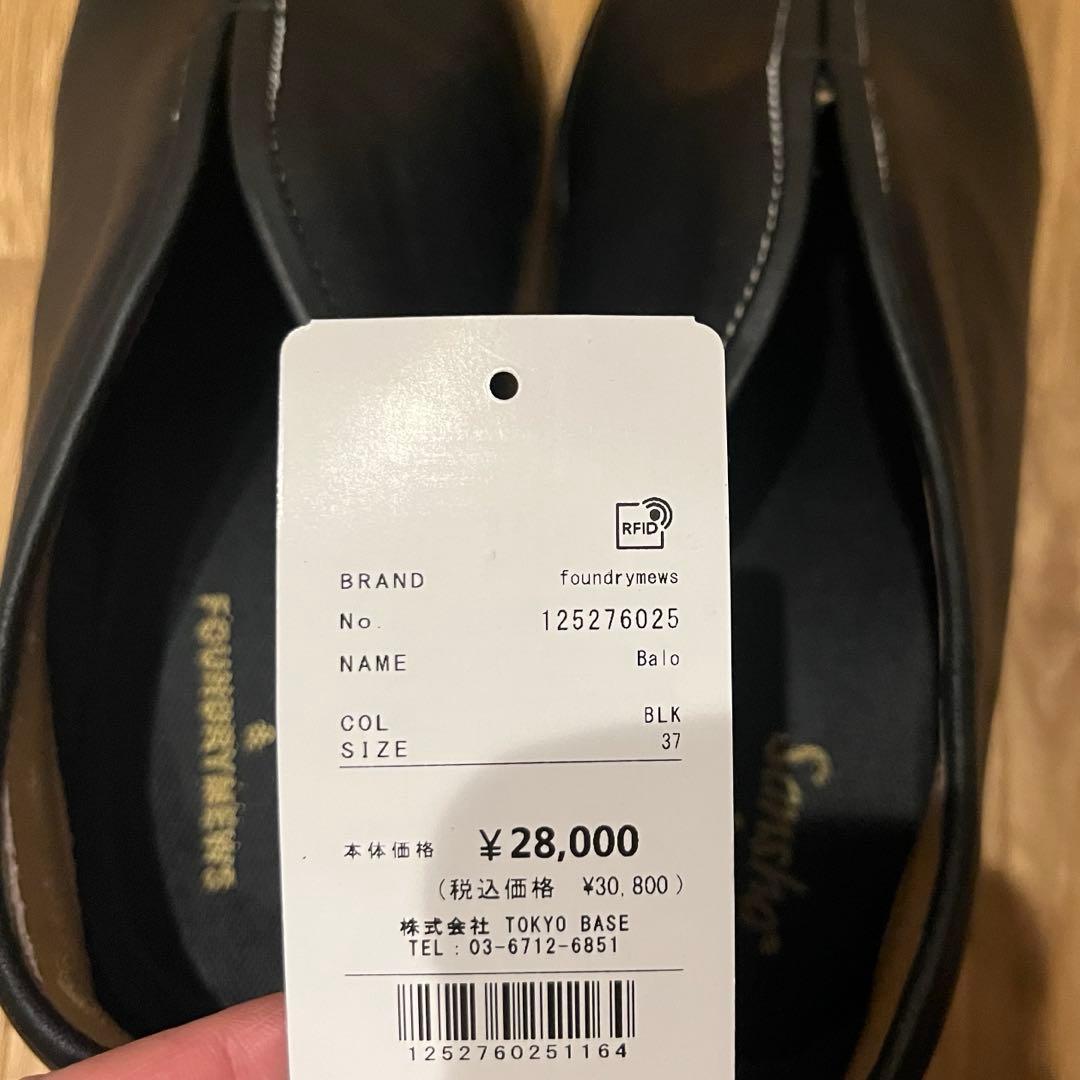 RFID
BRAND foundrymews
No. 125276025
NAME Balo
COL BLK
SIZE 37
本体価格 ¥28,000
(税込価格 ¥30,800)
株式会社 TOKYO BASE
TEL : 03-6712-6851
1252760251164
&
FOUNDRYMEWS
Sansho